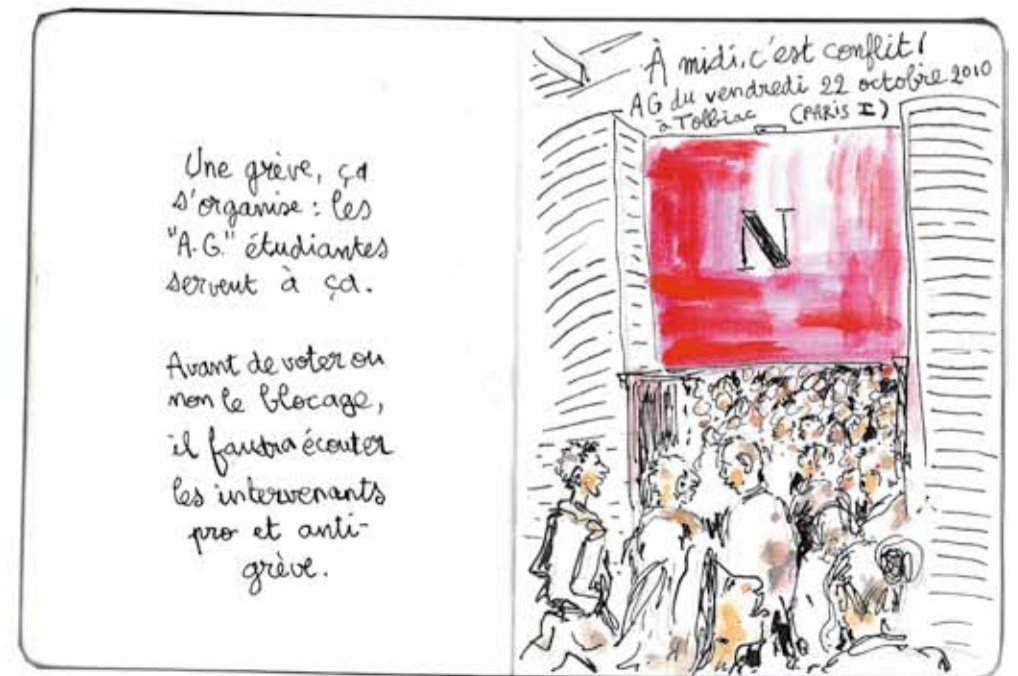 Une grève, ça
s'organise : les
"A.G." étudiantes
servent à ça.
Avant de voter ou
non le blocage,
il faudra écouter
les intervenants
pro et anti-
grève.
À midi, c'est conflit !
AG du vendredi 22 octobre 2010
à Tolbiac (PARIS I)
N